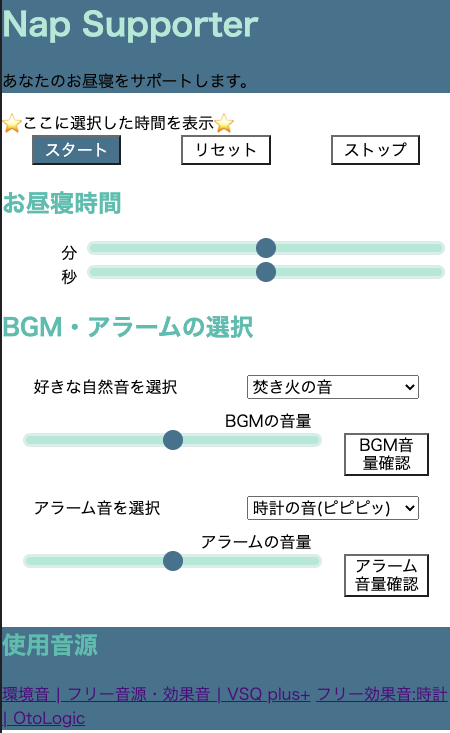 Nap Supporter
あなたのお昼寝をサポートします。
⭐ここに選択した時間を表示⭐
スタート リセット ストップ
お昼寝時間
分
秒
BGM・アラームの選択
好きな自然音を選択 焚き火の音
BGMの音量
BGM音
量確認
アラーム音を選択 時計の音(ピピピッ)
アラームの音量
アラーム
音量確認
使用音源
環境音 | フリー音源・効果音 | VSQ plus+ フリー効果音:時計
| OtoLogic